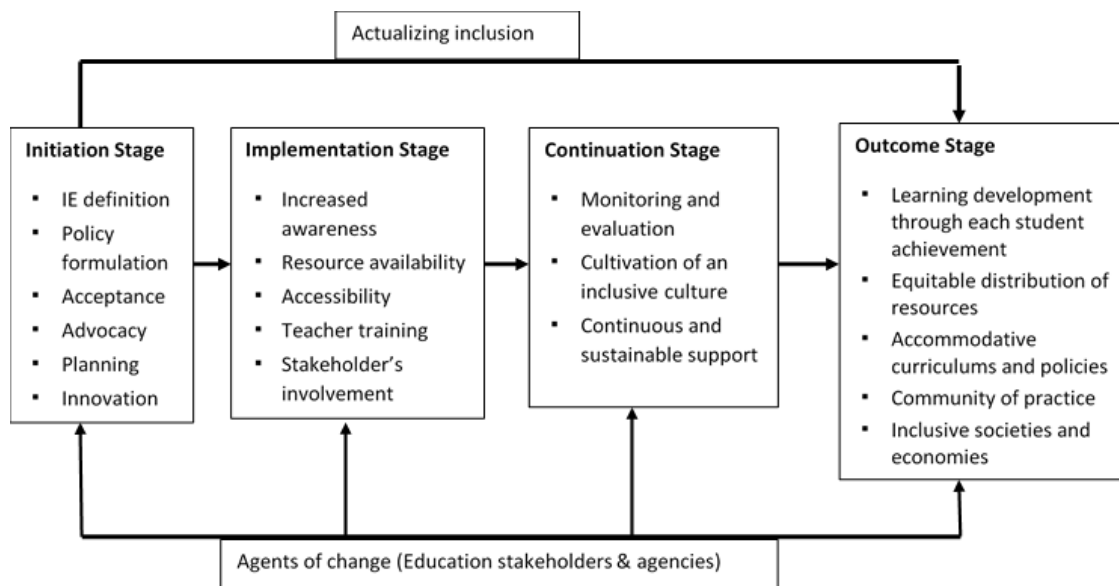 Actualizing inclusion
Initiation Stage
▪ IE definition
▪ Policy
formulation
▪ Acceptance
▪ Advocacy
▪ Planning
▪ Innovation
Implementation Stage
▪ Increased
awareness
▪ Resource availability
▪ Accessibility
▪ Teacher training
▪ Stakeholder's
involvement
Continuation Stage
▪ Monitoring and
evaluation
▪ Cultivation of an
inclusive culture
▪ Continuous and
sustainable support
Outcome Stage
▪ Learning development
through each student
achievement
▪ Equitable distribution of
resources
▪ Accommodative
curriculums and policies
▪ Community of practice
▪ Inclusive societies and
economies
Agents of change (Education stakeholders & agencies)